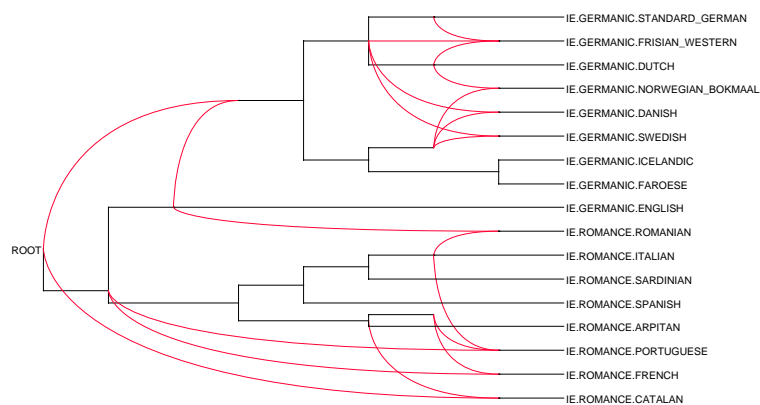 IE.GERMANIC.STANDARD_GERMAN
IE.GERMANIC.FRISIAN_WESTERN
IE.GERMANIC.DUTCH
IE.GERMANIC.NORWEGIAN_BOKMAAL
IE.GERMANIC.DANISH
IE.GERMANIC.SWEDISH
IE.GERMANIC.ICELANDIC
IE.GERMANIC.FAROESE
IE.GERMANIC.ENGLISH
IE.ROMANCE.ROMANIAN
ROOT
IE.ROMANCE.ITALIAN
IE.ROMANCE.SARDINIAN
IE.ROMANCE.SPANISH
IE.ROMANCE.ARPITAN
IE.ROMANCE.PORTUGUESE
IE.ROMANCE.FRENCH
IE.ROMANCE.CATALAN